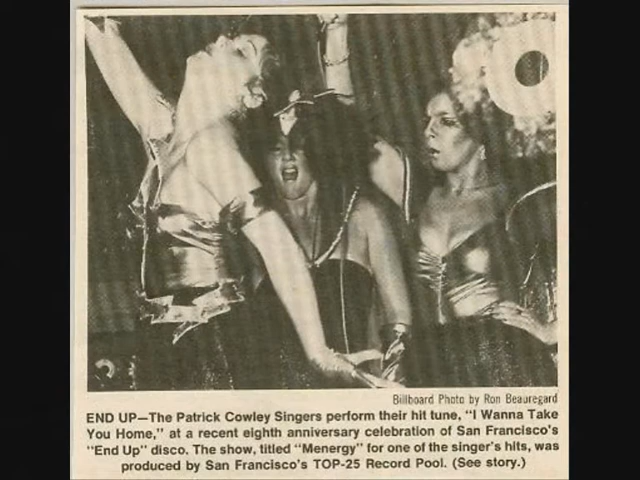 Billboard Photo by Ron Beauregard
END UP—The Patrick Cowley Singers perform their hit tune, "I Wanna Take
You Home," at a recent eighth anniversary celebration of San Francisco's
"End Up" disco. The show, titled "Menergy" for one of the singer's hits, was
produced by San Francisco's TOP-25 Record Pool. (See story.)